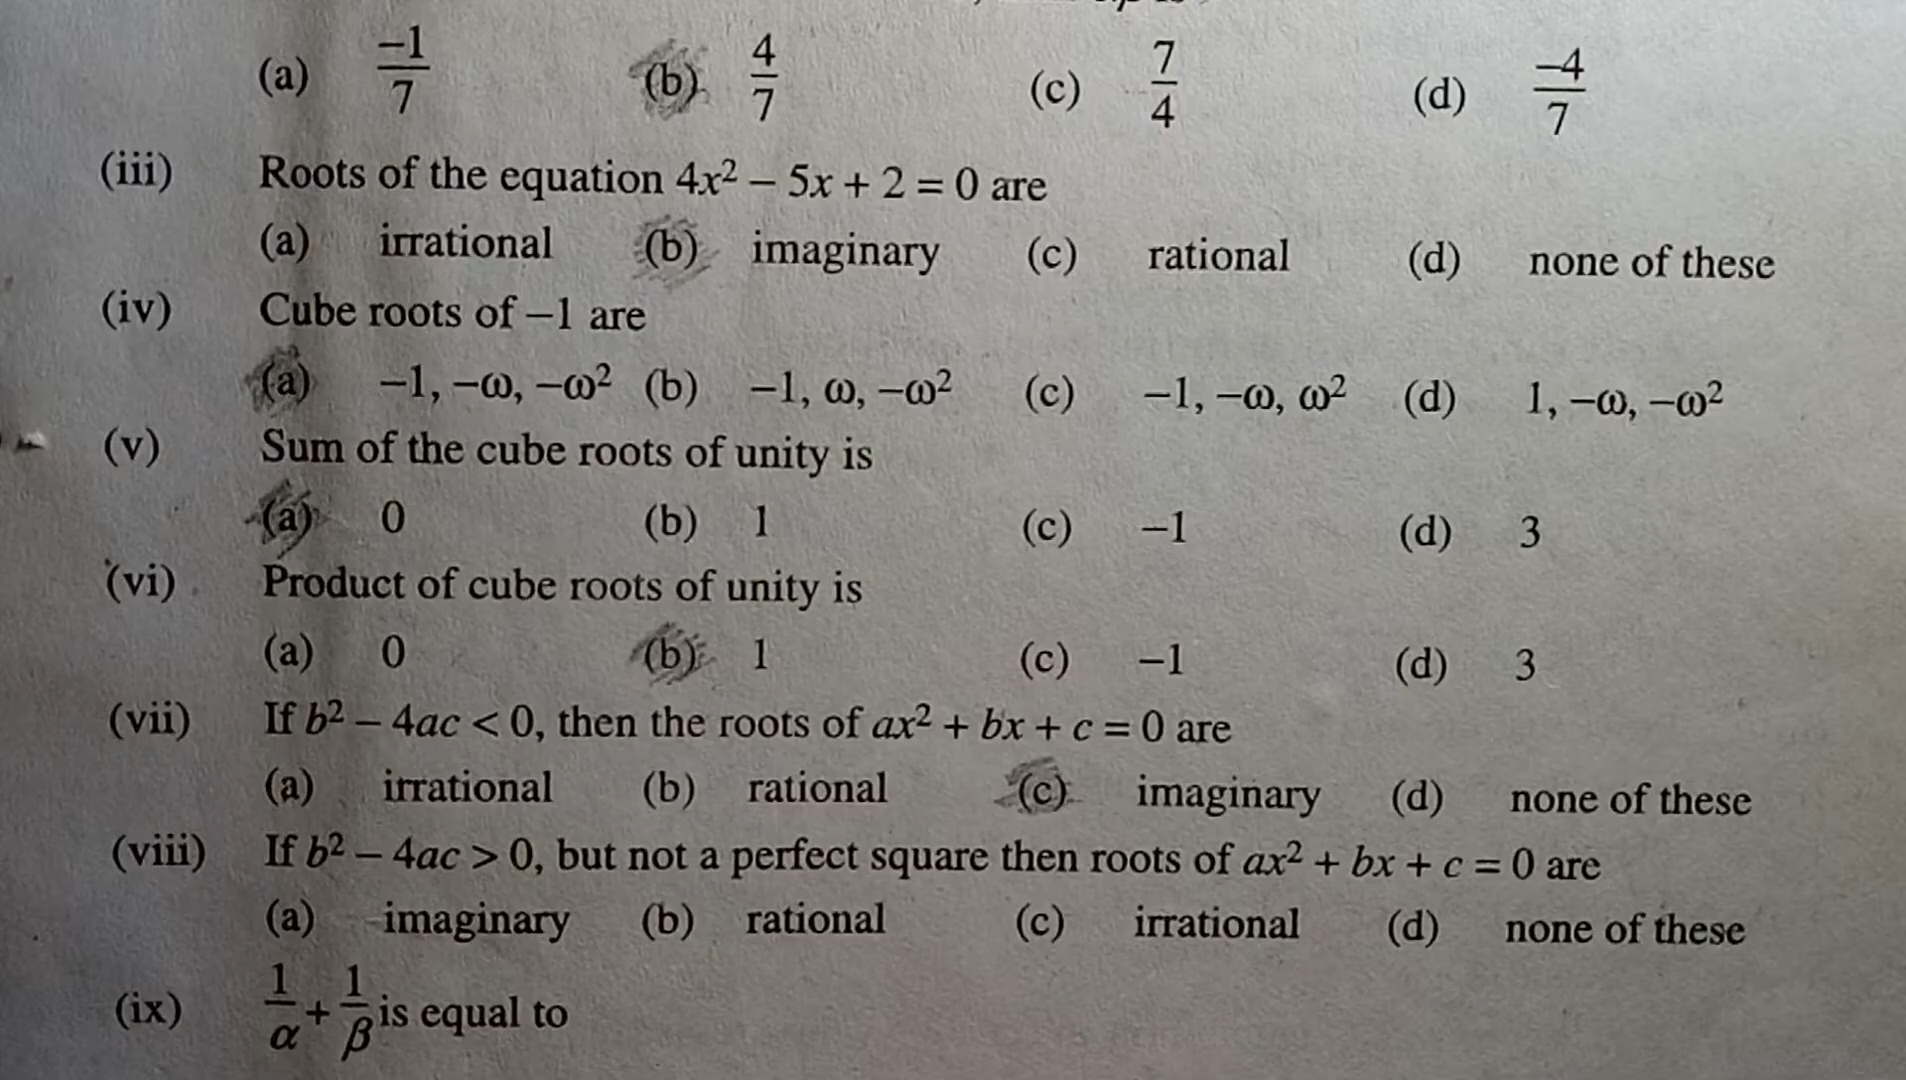 (a) −1/7 (b) 4/7 (c) 7/4 (d) −4/7
(iii) Roots of the equation 4x² – 5x + 2 = 0 are
(a) irrational (b) imaginary (c) rational (d) none of these
(iv) Cube roots of –1 are
(a) –1, –ω, –ω² (b) –1, ω, –ω² (c) –1, –ω, ω² (d) 1, –ω, –ω²
(v) Sum of the cube roots of unity is
(a) 0 (b) 1 (c) –1 (d) 3
(vi) Product of cube roots of unity is
(a) 0 (b) 1 (c) –1 (d) 3
(vii) If b² – 4ac < 0, then the roots of ax² + bx + c = 0 are
(a) irrational (b) rational (c) imaginary (d) none of these
(viii) If b² – 4ac > 0, but not a perfect square then roots of ax² + bx + c = 0 are
(a) imaginary (b) rational (c) irrational (d) none of these
(ix) 1/α + 1/β is equal to